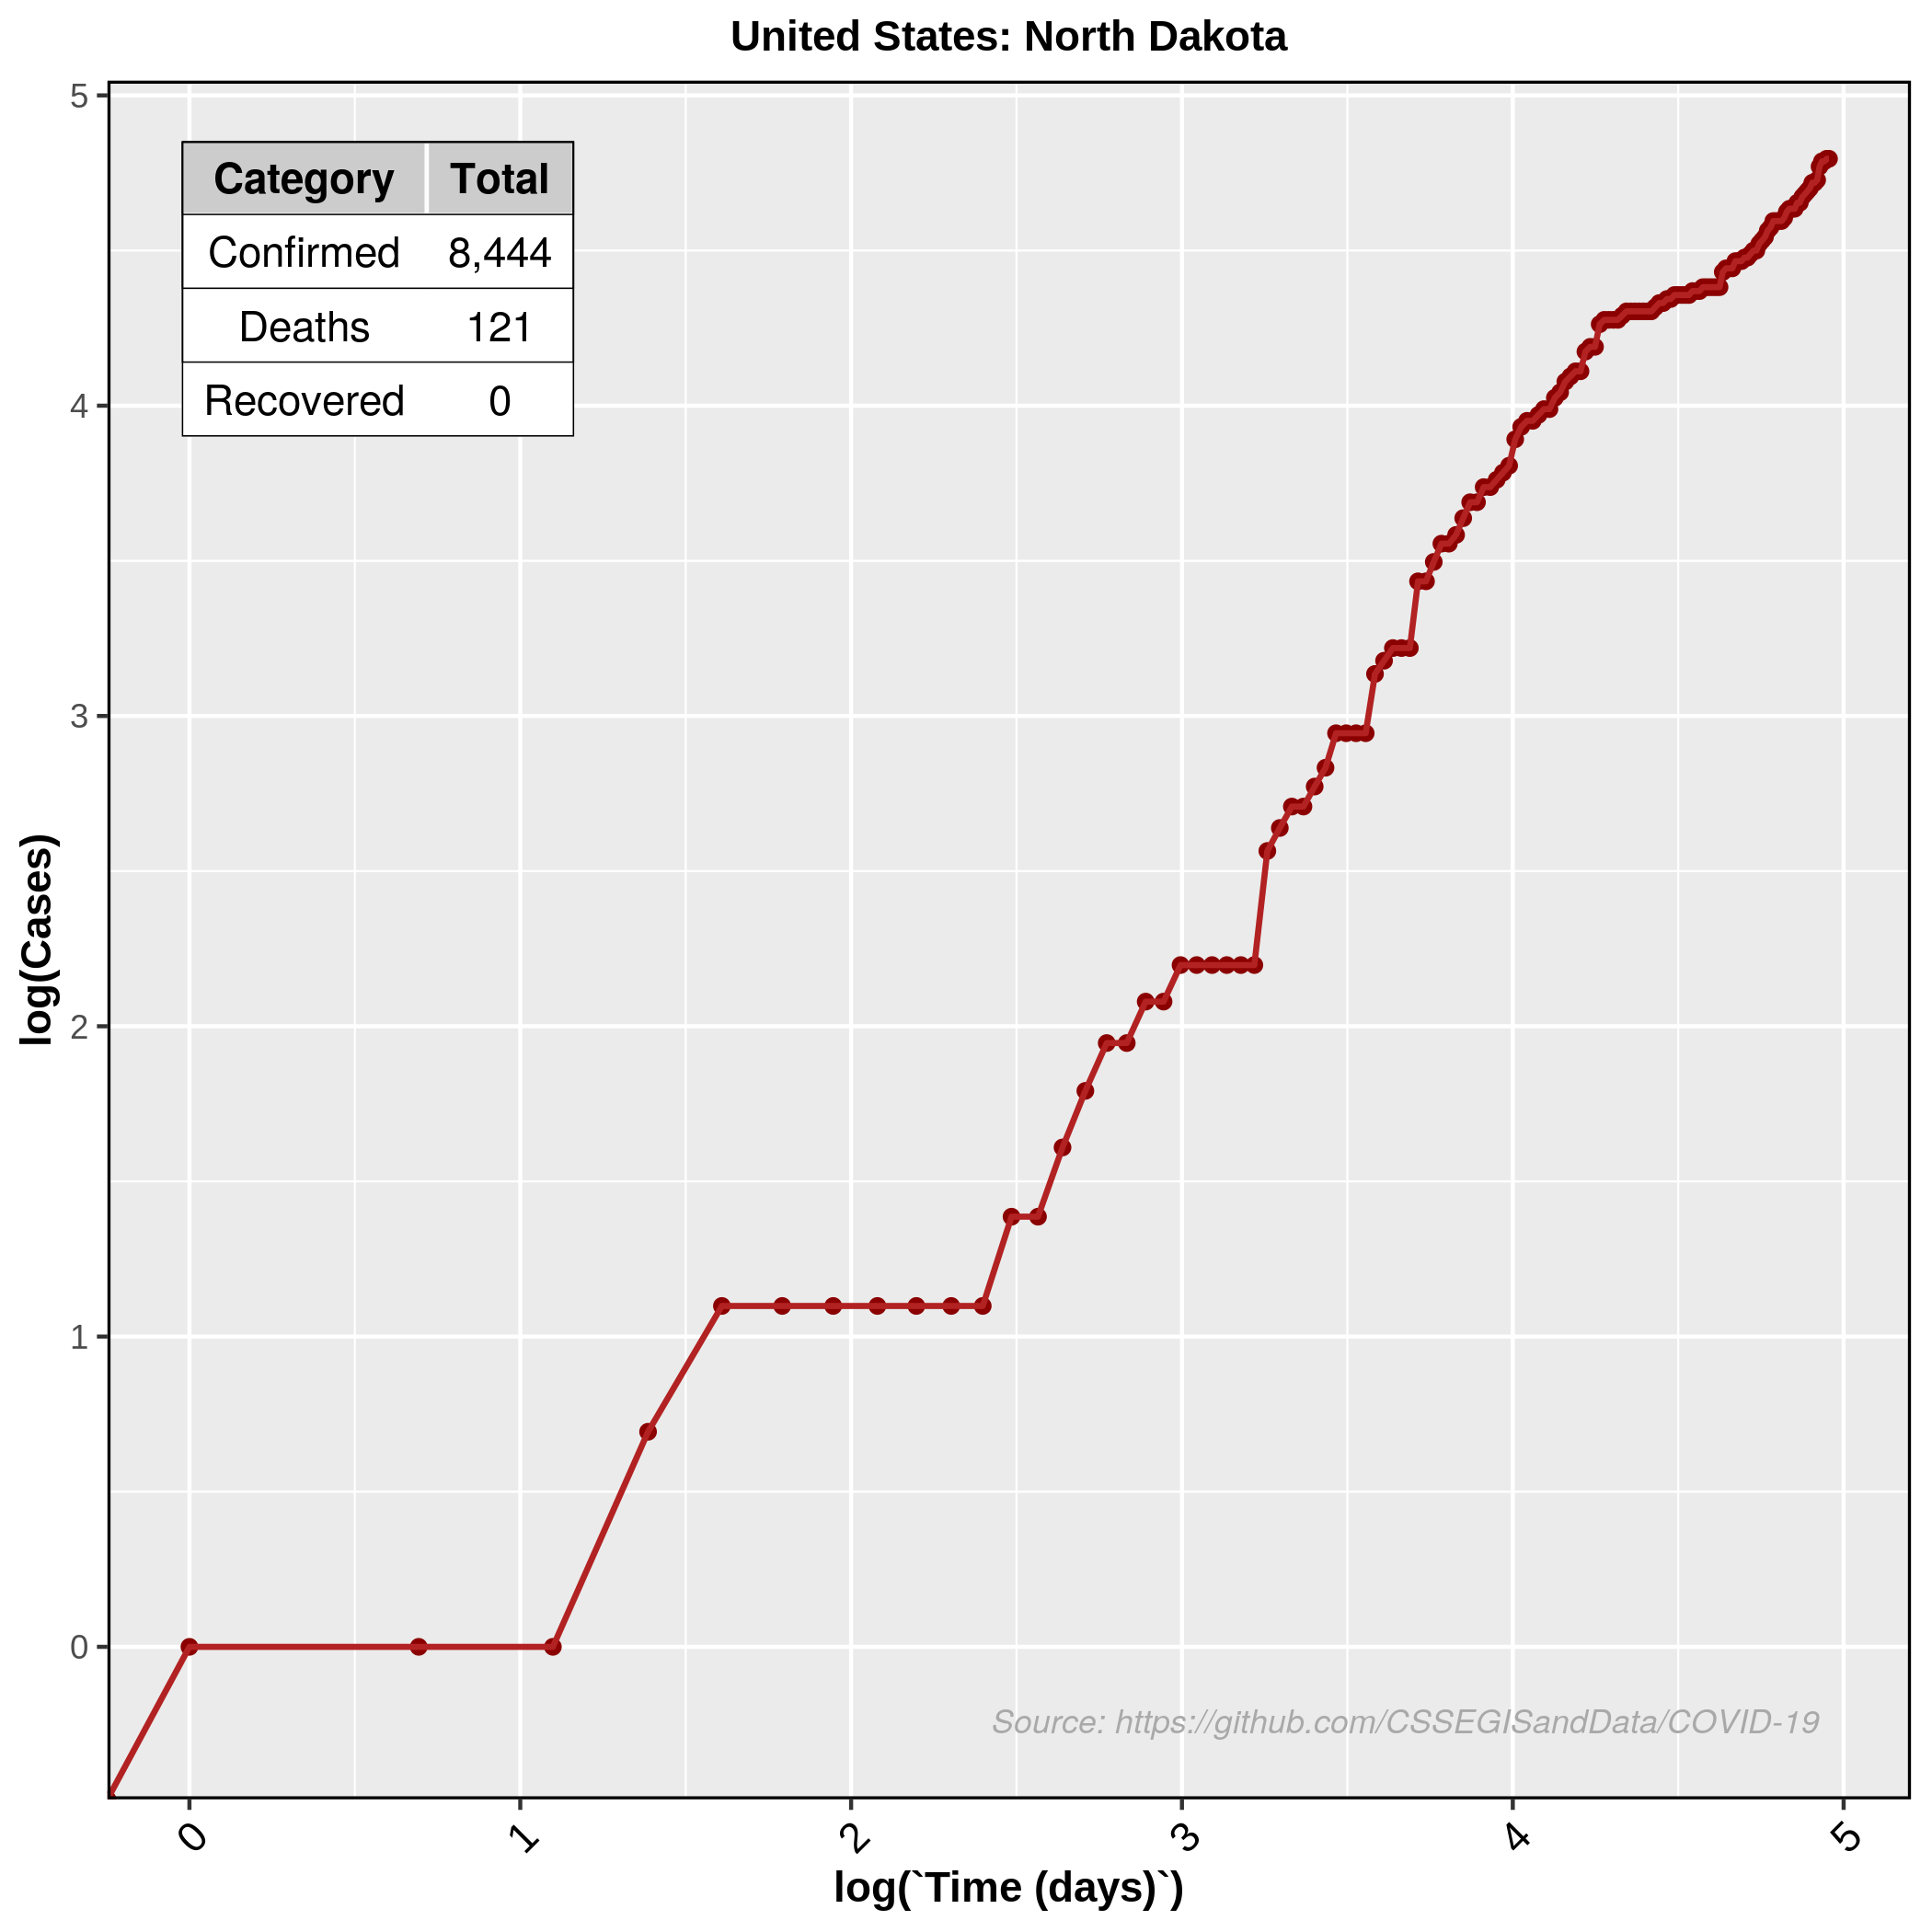 United States: North Dakota
5
4
3
2
1
0
log(Cases)
Category Total
Confirmed 8,444
Deaths 121
Recovered 0
Source: https://github.com/CSSEGISandData/COVID-19
0 1 2 3 4 5
log(`Time (days)`)